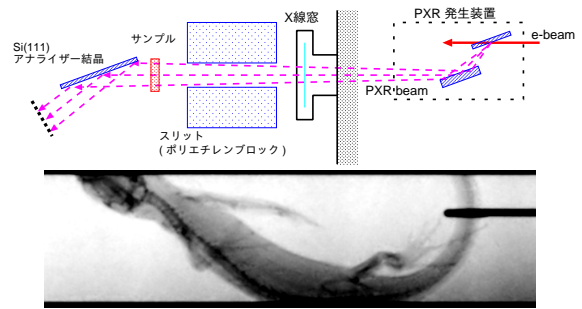 PXR 発生装置
e-beam
X線窓
サンプル
Si(111)
アナライザー結晶
PXR beam
スリット
(ポリエチレンブロック)